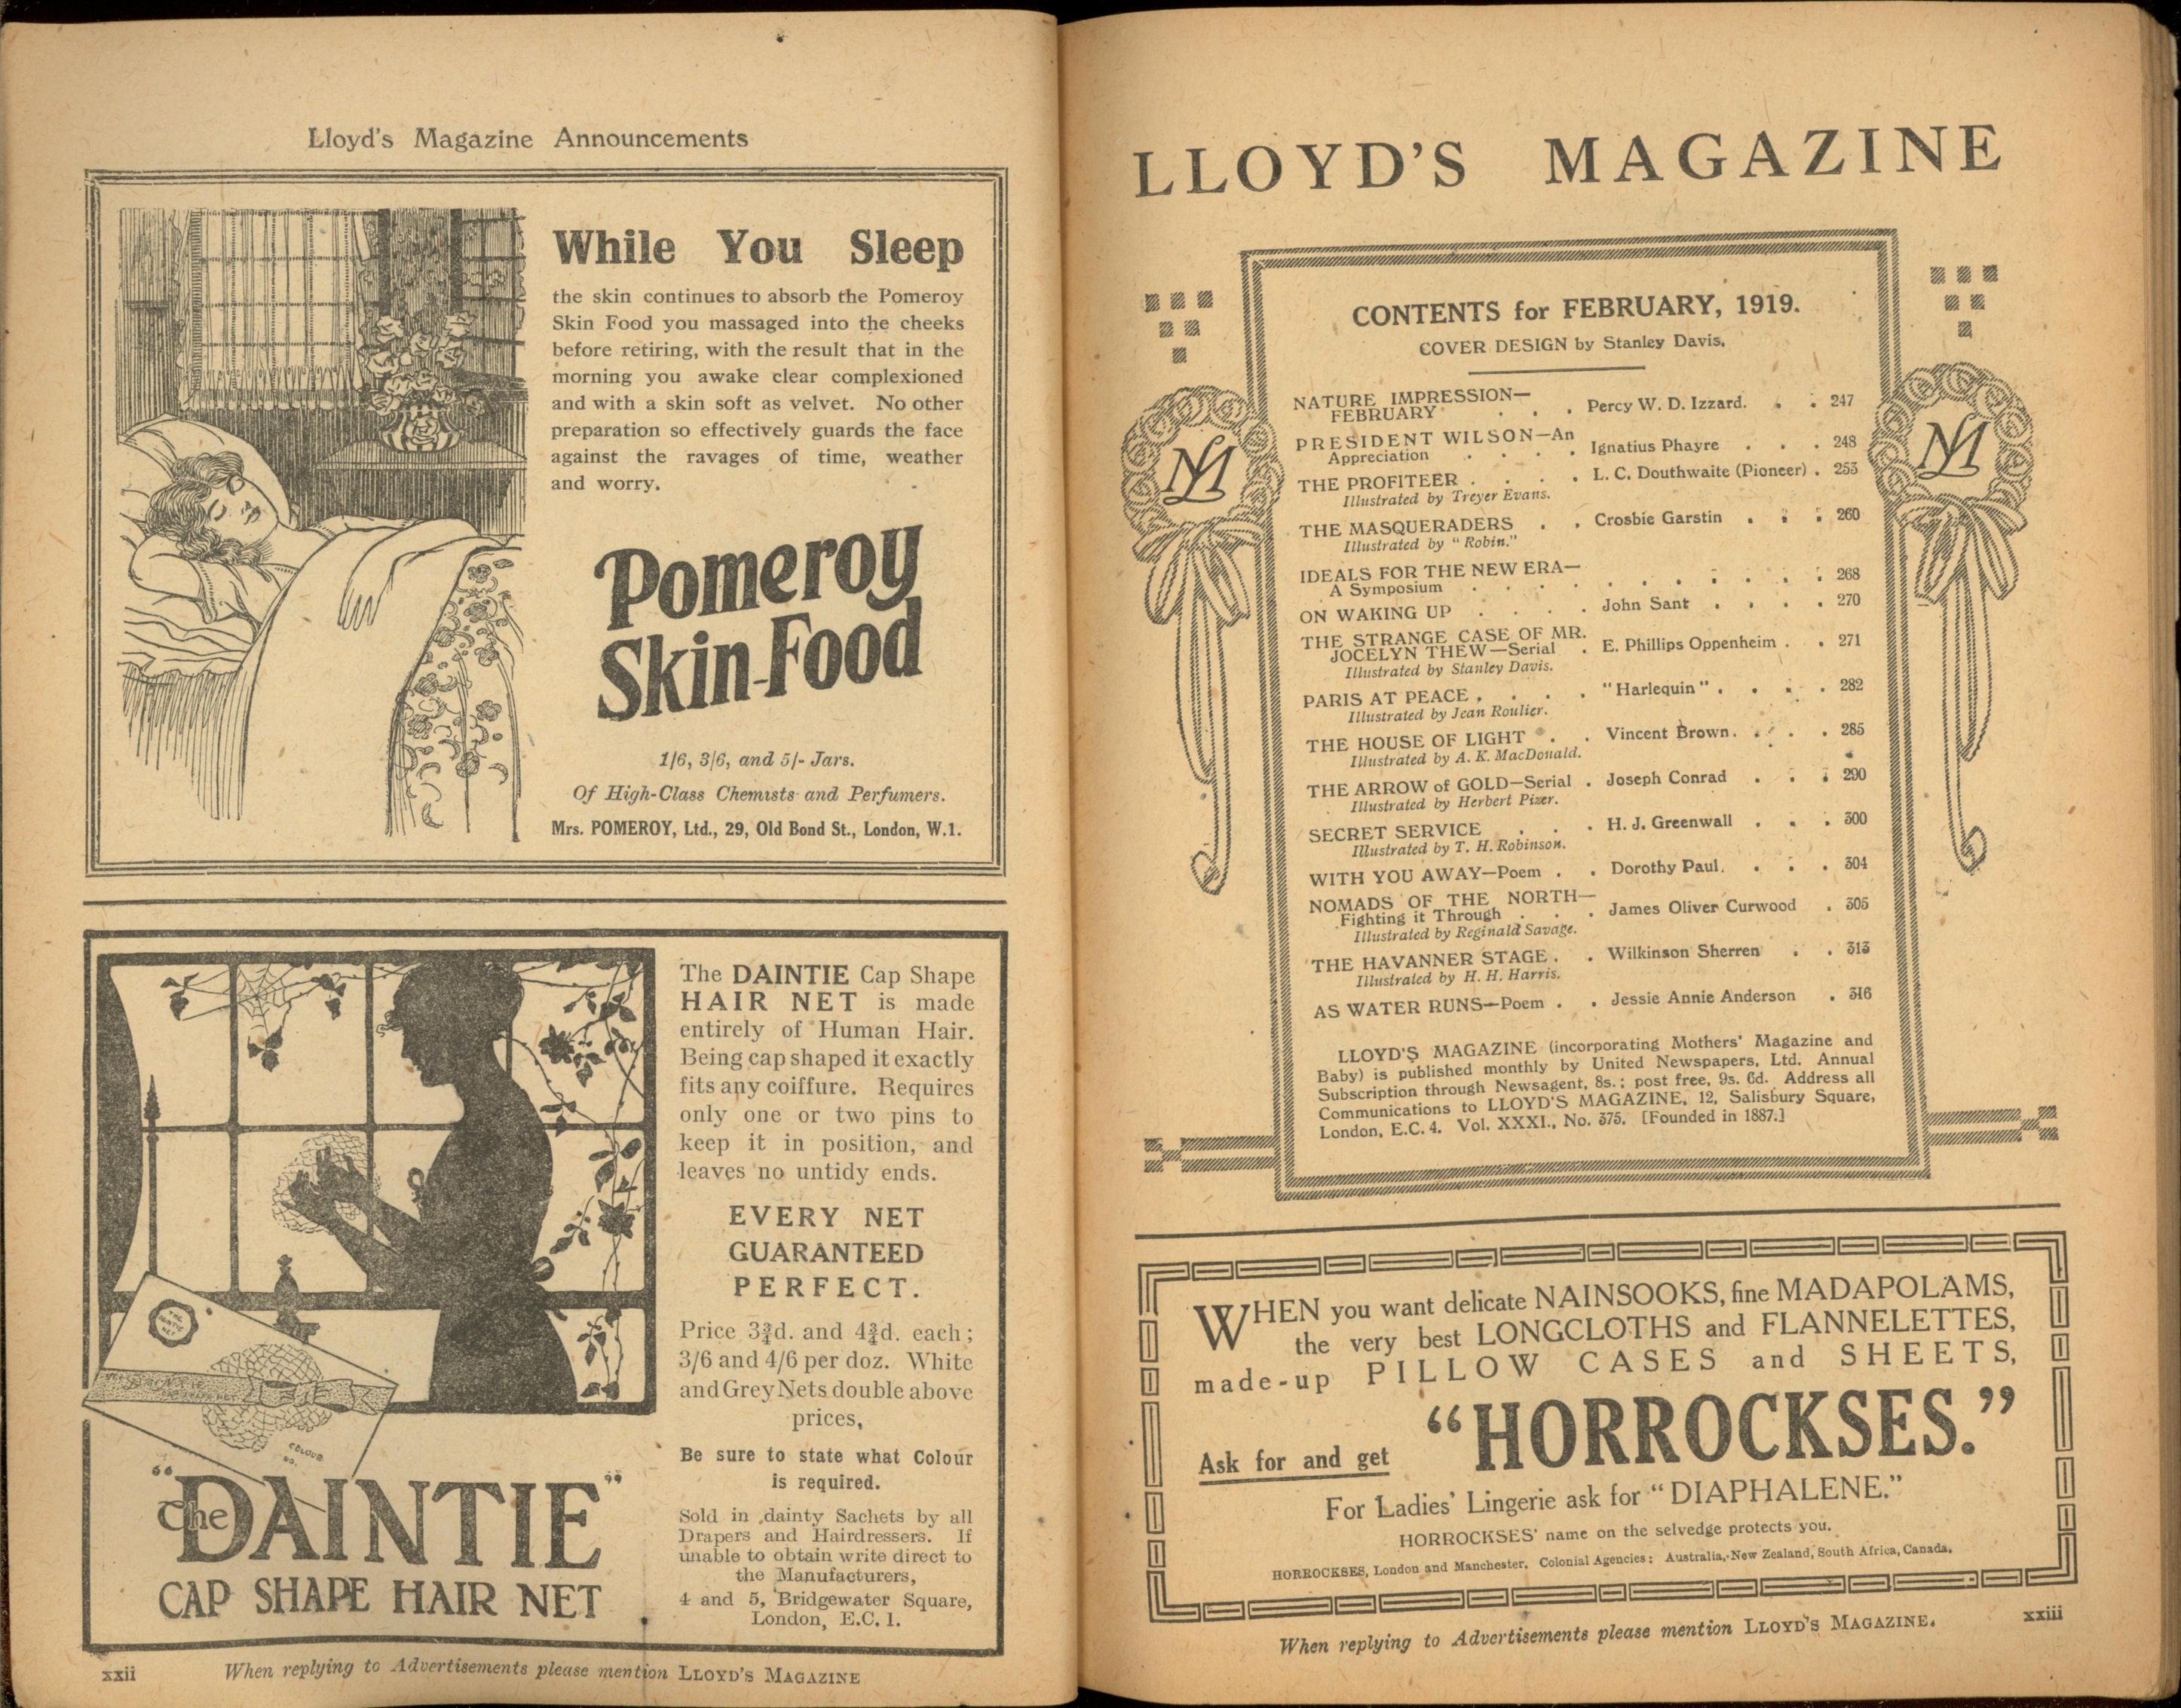 Lloyd's Magazine Announcements
While You Sleep
the skin continues to absorb the Pomeroy
Skin Food you massaged into the cheeks
before retiring, with the result that in the
morning you awake clear complexioned
and with a skin soft as velvet. No other
preparation so effectively guards the face
against the ravages of time, weather
and worry.
Pomeroy
Skin-Food
1/6, 3/6, and 5/- Jars.
Of High-Class Chemists and Perfumers.
Mrs. POMEROY, Ltd., 29, Old Bond St., London, W.1.
The DAINTIE Cap Shape
HAIR NET is made
entirely of Human Hair.
Being cap shaped it exactly
fits any coiffure. Requires
only one or two pins to
keep it in position, and
leaves no untidy ends.
EVERY NET
GUARANTEED
PERFECT.
Price 3¾d. and 4¾d. each;
3/6 and 4/6 per doz. White
and Grey Nets double above
prices,
Be sure to state what Colour
is required.
Sold in dainty Sachets by all
Drapers and Hairdressers. If
unable to obtain write direct to
the Manufacturers,
4 and 5, Bridgewater Square,
London, E.C. 1.
THE
DAINTIE
NET
COLOUR
NO.
"The DAINTIE"
CAP SHAPE HAIR NET
xxii When replying to Advertisements please mention LLOYD'S MAGAZINE
LLOYD'S MAGAZINE
CONTENTS for FEBRUARY, 1919.
COVER DESIGN by Stanley Davis.
LM
LM
NATURE IMPRESSION—
FEBRUARY . . . Percy W. D. Izzard. . . 247
PRESIDENT WILSON—An
Appreciation . . . . Ignatius Phayre . . . 248
THE PROFITEER . . . . L. C. Douthwaite (Pioneer) . 253
Illustrated by Treyer Evans.
THE MASQUERADERS . . Crosbie Garstin . . . 260
Illustrated by "Robin."
IDEALS FOR THE NEW ERA—
A Symposium . . . . . . . . . . . 268
ON WAKING UP . . . . John Sant . . . . 270
THE STRANGE CASE OF MR.
JOCELYN THEW—Serial . E. Phillips Oppenheim . . 271
Illustrated by Stanley Davis.
PARIS AT PEACE . . . . "Harlequin" . . . . 282
Illustrated by Jean Roulier.
THE HOUSE OF LIGHT . . Vincent Brown. . . . . 285
Illustrated by A. K. MacDonald.
THE ARROW of GOLD—Serial . Joseph Conrad . . . 290
Illustrated by Herbert Pizer.
SECRET SERVICE . . . H. J. Greenwall . . . 300
Illustrated by T. H. Robinson.
WITH YOU AWAY—Poem . . Dorothy Paul . . . 304
NOMADS OF THE NORTH—
Fighting it Through . . . James Oliver Curwood . 305
Illustrated by Reginald Savage.
THE HAVANNER STAGE . . Wilkinson Sherren . . 313
Illustrated by H. H. Harris.
AS WATER RUNS—Poem . . Jessie Annie Anderson . 316
LLOYD'S MAGAZINE (incorporating Mothers' Magazine and
Baby) is published monthly by United Newspapers, Ltd. Annual
Subscription through Newsagent, 8s.; post free, 9s. 6d. Address all
Communications to LLOYD'S MAGAZINE, 12, Salisbury Square,
London, E.C. 4. Vol. XXXI., No. 375. [Founded in 1887.]
WHEN you want delicate NAINSOOKS, fine MADAPOLAMS,
the very best LONGCLOTHS and FLANNELETTES,
made-up PILLOW CASES and SHEETS,
Ask for and get "HORROCKSES."
For Ladies' Lingerie ask for "DIAPHALENE."
HORROCKSES' name on the selvedge protects you.
HORROCKSES, London and Manchester. Colonial Agencies: Australia, New Zealand, South Africa, Canada.
When replying to Advertisements please mention LLOYD'S MAGAZINE. xxiii